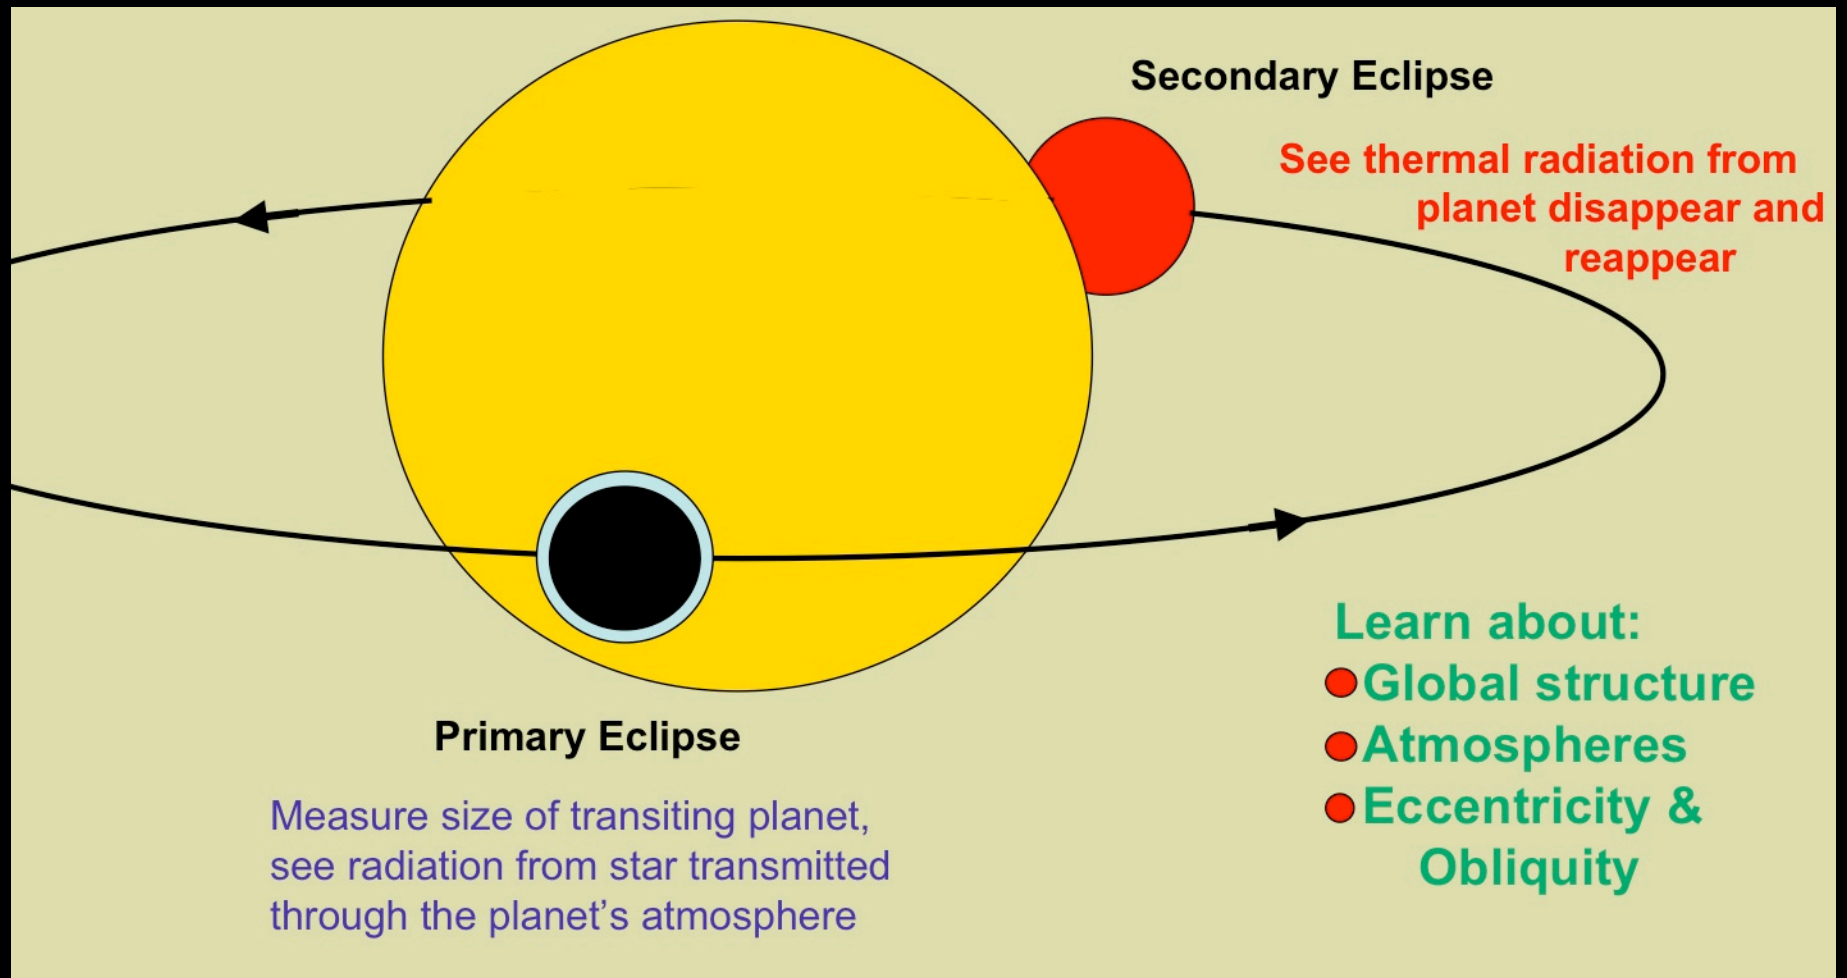 Secondary Eclipse
See thermal radiation from
planet disappear and
reappear
Primary Eclipse
Measure size of transiting planet,
see radiation from star transmitted
through the planet’s atmosphere
Learn about:
Global structure
Atmospheres
Eccentricity &
Obliquity